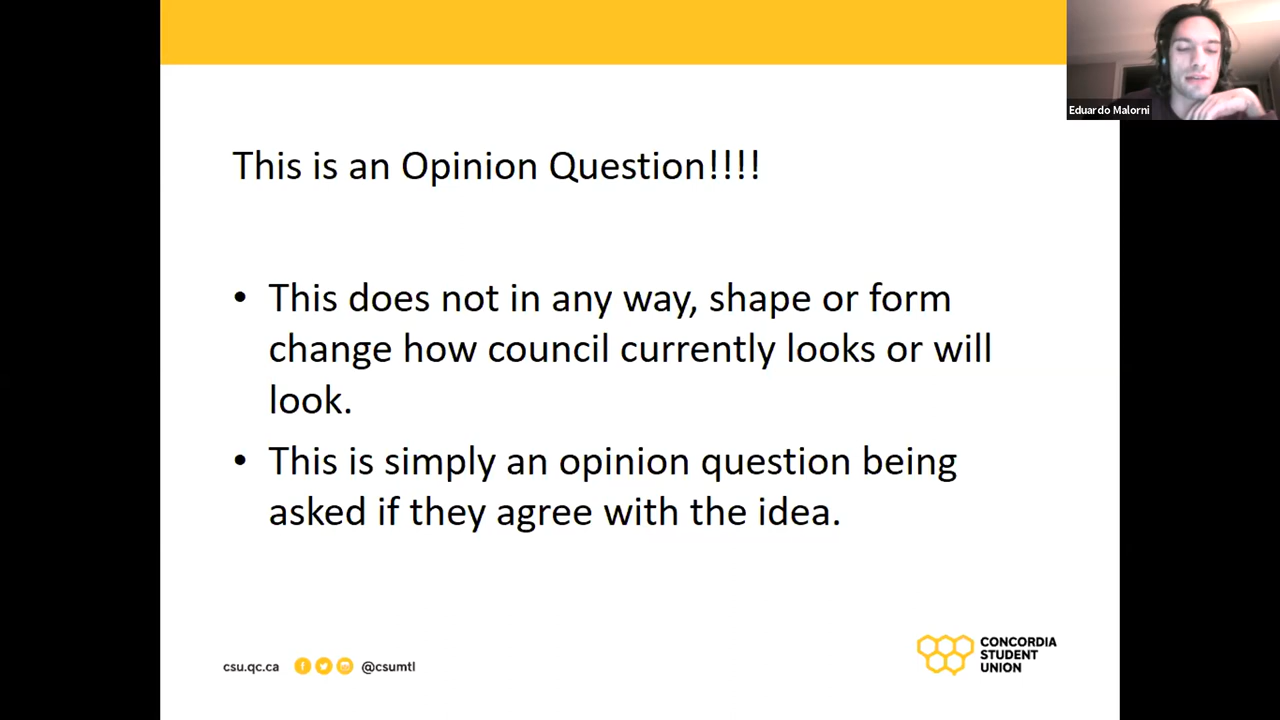 Eduardo Malorni
This is an Opinion Question!!!!
• This does not in any way, shape or form
change how council currently looks or will
look.
• This is simply an opinion question being
asked if they agree with the idea.
csu.qc.ca @csumtl
CONCORDIA
STUDENT
UNION